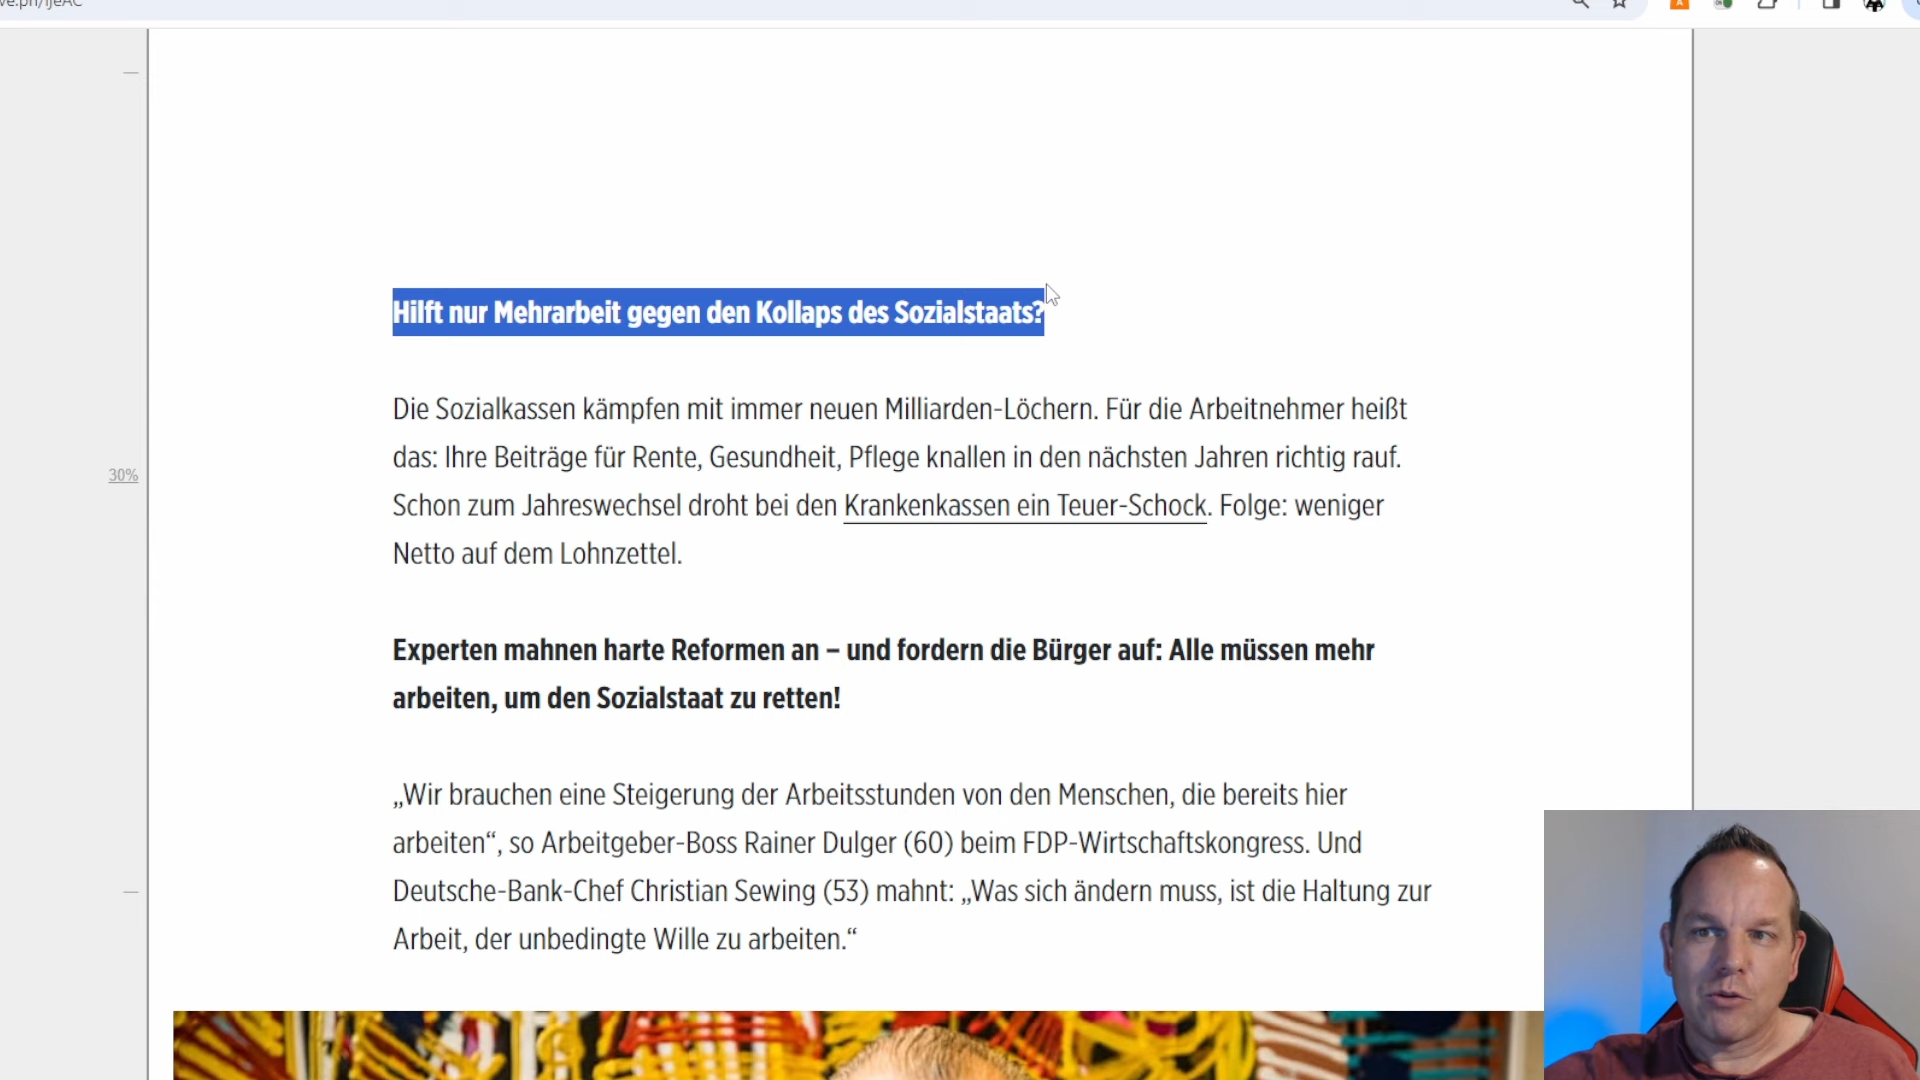 Hilft nur Mehrarbeit gegen den Kollaps des Sozialstaats?
Die Sozialkassen kämpfen mit immer neuen Milliarden-Löchern. Für die Arbeitnehmer heißt
das: Ihre Beiträge für Rente, Gesundheit, Pflege knallen in den nächsten Jahren richtig rauf.
30%
Schon zum Jahreswechsel droht bei den Krankenkassen ein Teuer-Schock. Folge: weniger
Netto auf dem Lohnzettel.
Experten mahnen harte Reformen an – und fordern die Bürger auf: Alle müssen mehr
arbeiten, um den Sozialstaat zu retten!
„Wir brauchen eine Steigerung der Arbeitsstunden von den Menschen, die bereits hier
arbeiten“, so Arbeitgeber-Boss Rainer Dulger (60) beim FDP-Wirtschaftskongress. Und
Deutsche-Bank-Chef Christian Sewing (53) mahnt: „Was sich ändern muss, ist die Haltung zur
Arbeit, der unbedingte Wille zu arbeiten.“